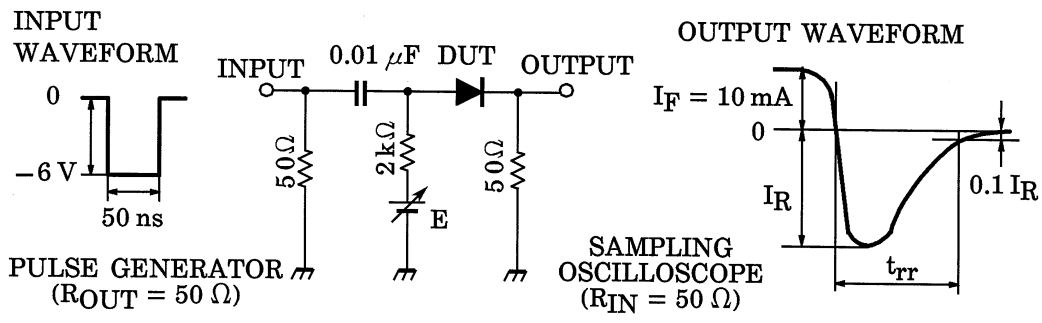 INPUT
WAVEFORM
0
−6 V
50 ns
PULSE GENERATOR
(ROUT = 50 Ω)
INPUT
0.01 μF
DUT
OUTPUT
50Ω
2kΩ
E
50Ω
SAMPLING
OSCILLOSCOPE
(RIN = 50 Ω)
OUTPUT WAVEFORM
IF = 10 mA
0
IR
0.1 IR
trr